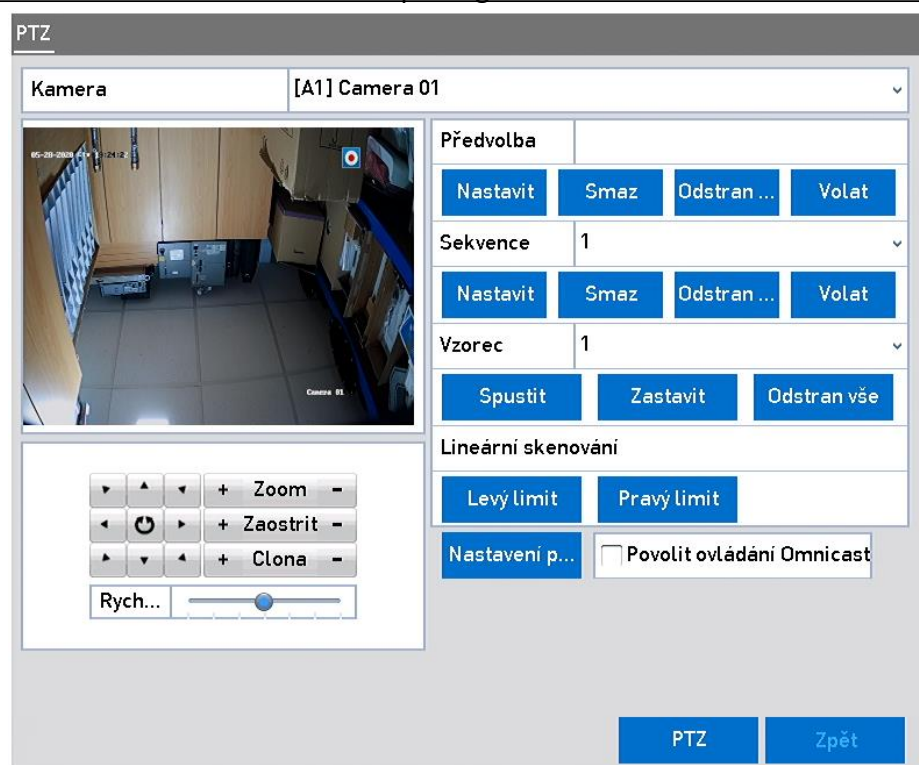 PTZ
Kamera [A1] Camera 01
Předvolba
Nastavit Smaz Odstran ... Volat
Sekvence 1
Nastavit Smaz Odstran ... Volat
Vzorec 1
Spustit Zastavit Odstran vše
Lineární skenování
Levý limit Pravý limit
Nastavení p... Povolit ovládání Omnicast
Camera 01
+ Zoom -
+ Zaostrit -
+ Clona -
Rych...
PTZ Zpět